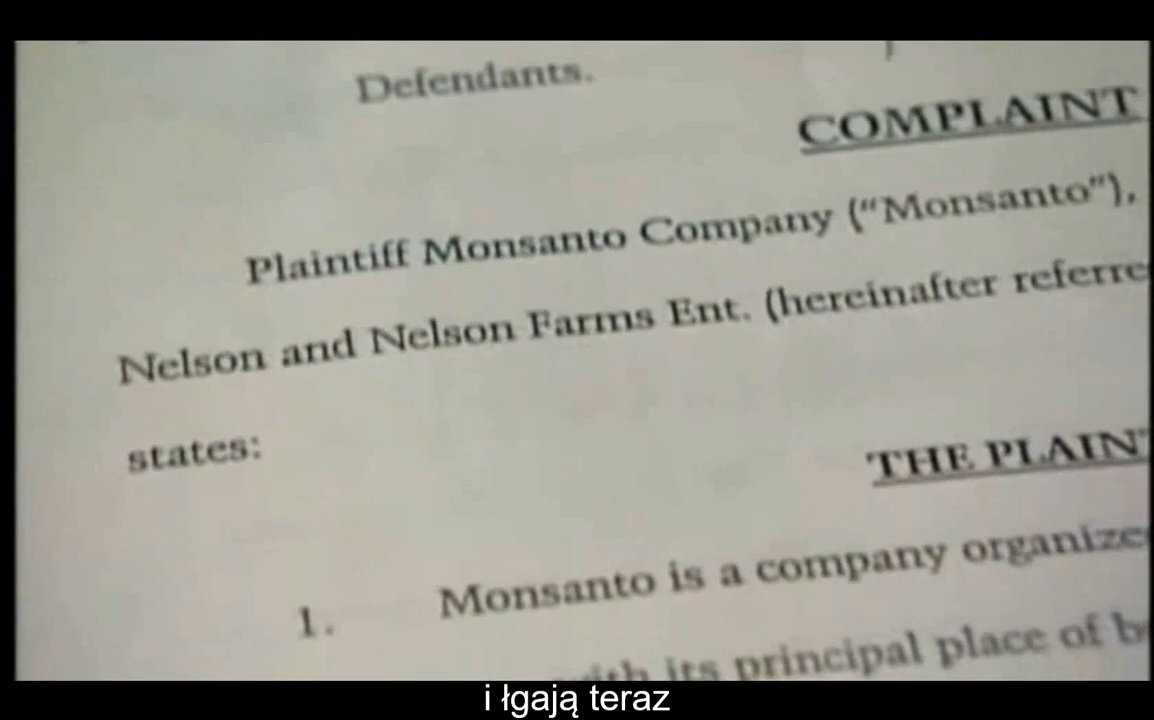 Defendants.
COMPLAINT
Plaintiff Monsanto Company ("Monsanto"),
Nelson and Nelson Farms Ent. (hereinafter
states:
THE
1. Monsanto is a company
its principal place of
i łgają teraz